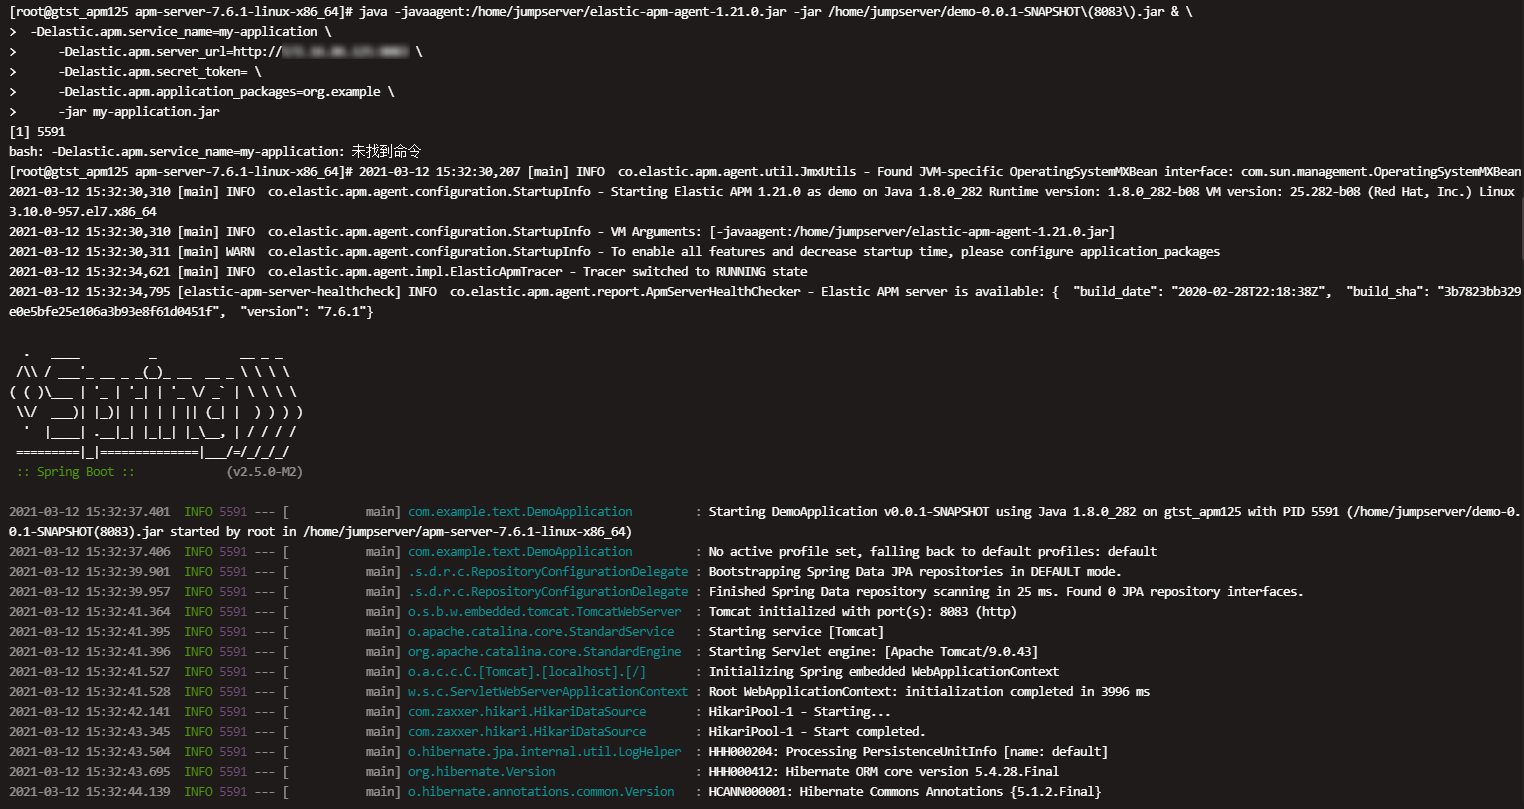 [root@gtst_apm125 apm-server-7.6.1-linux-x86_64]# java -javaagent:/home/jumpserver/elastic-apm-agent-1.21.0.jar -jar /home/jumpserver/demo-0.0.1-SNAPSHOT\(8083\).jar & \
>  -Delastic.apm.service_name=my-application \
>      -Delastic.apm.server_url=http:// \
>      -Delastic.apm.secret_token= \
>      -Delastic.apm.application_packages=org.example \
>      -jar my-application.jar
[1] 5591
bash: -Delastic.apm.service_name=my-application: 未找到命令
[root@gtst_apm125 apm-server-7.6.1-linux-x86_64]# 2021-03-12 15:32:30,207 [main] INFO  co.elastic.apm.agent.util.JmxUtils - Found JVM-specific OperatingSystemMXBean interface: com.sun.management.OperatingSystemMXBean
2021-03-12 15:32:30,310 [main] INFO  co.elastic.apm.agent.configuration.StartupInfo - Starting Elastic APM 1.21.0 as demo on Java 1.8.0_282 Runtime version: 1.8.0_282-b08 VM version: 25.282-b08 (Red Hat, Inc.) Linux
3.10.0-957.el7.x86_64
2021-03-12 15:32:30,310 [main] INFO  co.elastic.apm.agent.configuration.StartupInfo - VM Arguments: [-javaagent:/home/jumpserver/elastic-apm-agent-1.21.0.jar]
2021-03-12 15:32:30,311 [main] WARN  co.elastic.apm.agent.configuration.StartupInfo - To enable all features and decrease startup time, please configure application_packages
2021-03-12 15:32:34,621 [main] INFO  co.elastic.apm.agent.impl.ElasticApmTracer - Tracer switched to RUNNING state
2021-03-12 15:32:34,795 [elastic-apm-server-healthcheck] INFO  co.elastic.apm.agent.report.ApmServerHealthChecker - Elastic APM server is available: {  "build_date": "2020-02-28T22:18:38Z",  "build_sha": "3b7823bb329
e0e5bfe25e106a3b93e8f61d0451f",  "version": "7.6.1"}
  .   ____          _            __ _ _
 /\\ / ___'_ __ _ _(_)_ __  __ _ \ \ \ \
( ( )\___ | '_ | '_| | '_ \/ _` | \ \ \ \
 \\/  ___)| |_)| | | | | || (_| |  ) ) ) )
  '  |____| .__|_| |_|_| |_\__, | / / / /
 =========|_|==============|___/=/_/_/_/
 :: Spring Boot ::             (v2.5.0-M2)
2021-03-12 15:32:37.401  INFO 5591 --- [           main] com.example.text.DemoApplication         : Starting DemoApplication v0.0.1-SNAPSHOT using Java 1.8.0_282 on gtst_apm125 with PID 5591 (/home/jumpserver/demo-0.
0.1-SNAPSHOT(8083).jar started by root in /home/jumpserver/apm-server-7.6.1-linux-x86_64)
2021-03-12 15:32:37.406  INFO 5591 --- [           main] com.example.text.DemoApplication         : No active profile set, falling back to default profiles: default
2021-03-12 15:32:39.901  INFO 5591 --- [           main] .s.d.r.c.RepositoryConfigurationDelegate : Bootstrapping Spring Data JPA repositories in DEFAULT mode.
2021-03-12 15:32:39.957  INFO 5591 --- [           main] .s.d.r.c.RepositoryConfigurationDelegate : Finished Spring Data repository scanning in 25 ms. Found 0 JPA repository interfaces.
2021-03-12 15:32:41.364  INFO 5591 --- [           main] o.s.b.w.embedded.tomcat.TomcatWebServer  : Tomcat initialized with port(s): 8083 (http)
2021-03-12 15:32:41.395  INFO 5591 --- [           main] o.apache.catalina.core.StandardService   : Starting service [Tomcat]
2021-03-12 15:32:41.396  INFO 5591 --- [           main] org.apache.catalina.core.StandardEngine  : Starting Servlet engine: [Apache Tomcat/9.0.43]
2021-03-12 15:32:41.527  INFO 5591 --- [           main] o.a.c.c.C.[Tomcat].[localhost].[/]       : Initializing Spring embedded WebApplicationContext
2021-03-12 15:32:41.528  INFO 5591 --- [           main] w.s.c.ServletWebServerApplicationContext : Root WebApplicationContext: initialization completed in 3996 ms
2021-03-12 15:32:42.141  INFO 5591 --- [           main] com.zaxxer.hikari.HikariDataSource       : HikariPool-1 - Starting...
2021-03-12 15:32:43.345  INFO 5591 --- [           main] com.zaxxer.hikari.HikariDataSource       : HikariPool-1 - Start completed.
2021-03-12 15:32:43.504  INFO 5591 --- [           main] o.hibernate.jpa.internal.util.LogHelper  : HHH000204: Processing PersistenceUnitInfo [name: default]
2021-03-12 15:32:43.695  INFO 5591 --- [           main] org.hibernate.Version                    : HHH000412: Hibernate ORM core version 5.4.28.Final
2021-03-12 15:32:44.139  INFO 5591 --- [           main] o.hibernate.annotations.common.Version   : HCANN000001: Hibernate Commons Annotations {5.1.2.Final}